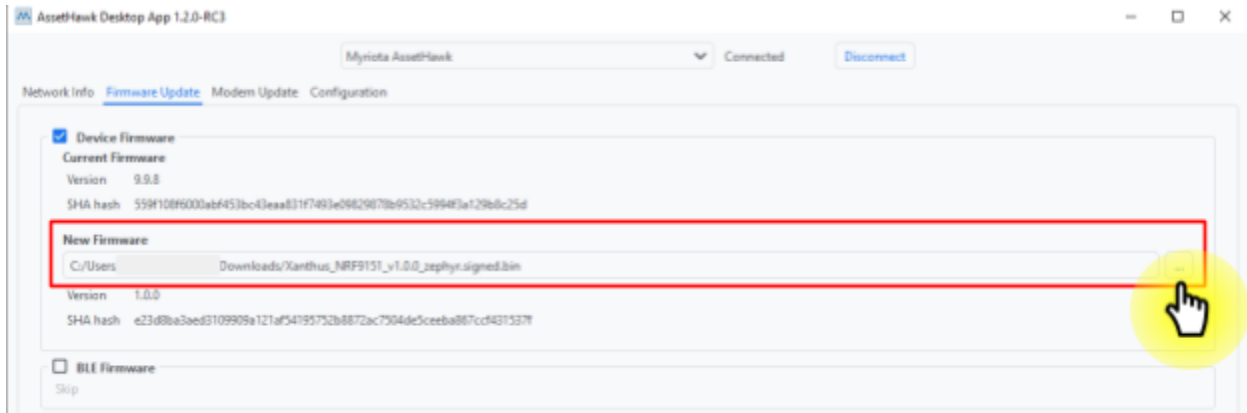 AssetHawk Desktop App 1.2.0-RC3
Myriota AssetHawk Connected Disconnect
Network Info Firmware Update Modem Update Configuration
Device Firmware
Current Firmware
Version 9.9.8
SHA hash 559f108f6000abf453bc43eaa831f7493e09829878b9532c5994f3a129b8c25d
New Firmware
C:/Users Downloads/Xanthus_NRF9151_v1.0.0_zephyr.signed.bin ...
Version 1.0.0
SHA hash e23d8ba3aed3109909a121af54195752b8872ac7504de5ceeba867ccf431537f
BLE Firmware
Skip